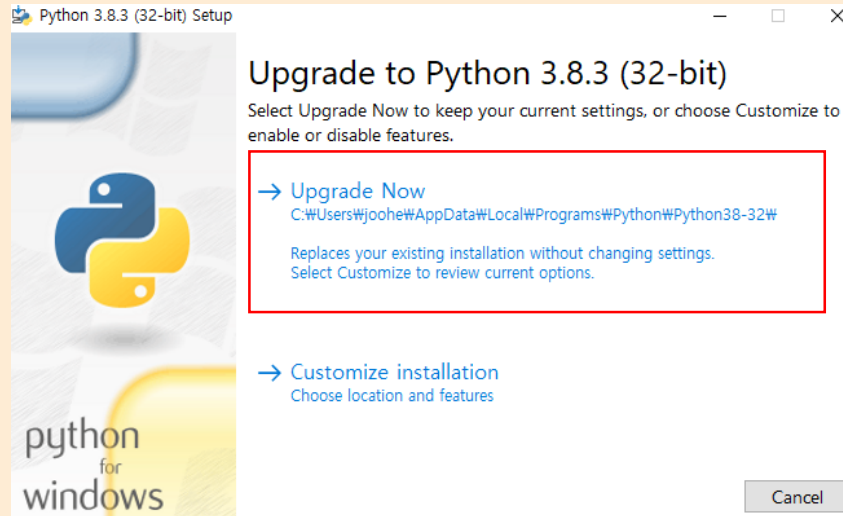 Python 3.8.3 (32-bit) Setup
Upgrade to Python 3.8.3 (32-bit)
Select Upgrade Now to keep your current settings, or choose Customize to
enable or disable features.
Upgrade Now
C:₩Users₩joohe₩AppData₩Local₩Programs₩Python₩Python38-32₩
Replaces your existing installation without changing settings.
Select Customize to review current options.
Customize installation
Choose location and features
python
for
windows
Cancel